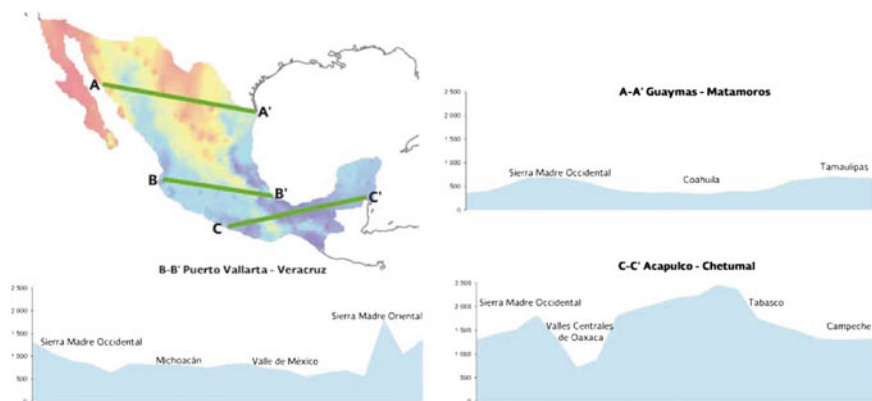 A
A'
B
B'
C
C'
A-A' Guaymas - Matamoros
2 500
2 000
1 500
1 000
500
0
Sierra Madre Occidental
Coahuila
Tamaulipas
B-B' Puerto Vallarta - Veracruz
2 500
2 000
1 500
1 000
500
0
Sierra Madre Occidental
Michoacán
Valle de México
Sierra Madre Oriental
C-C' Acapulco - Chetumal
2 500
2 000
1 500
1 000
500
0
Sierra Madre Occidental
Valles Centrales
de Oaxaca
Tabasco
Campeche